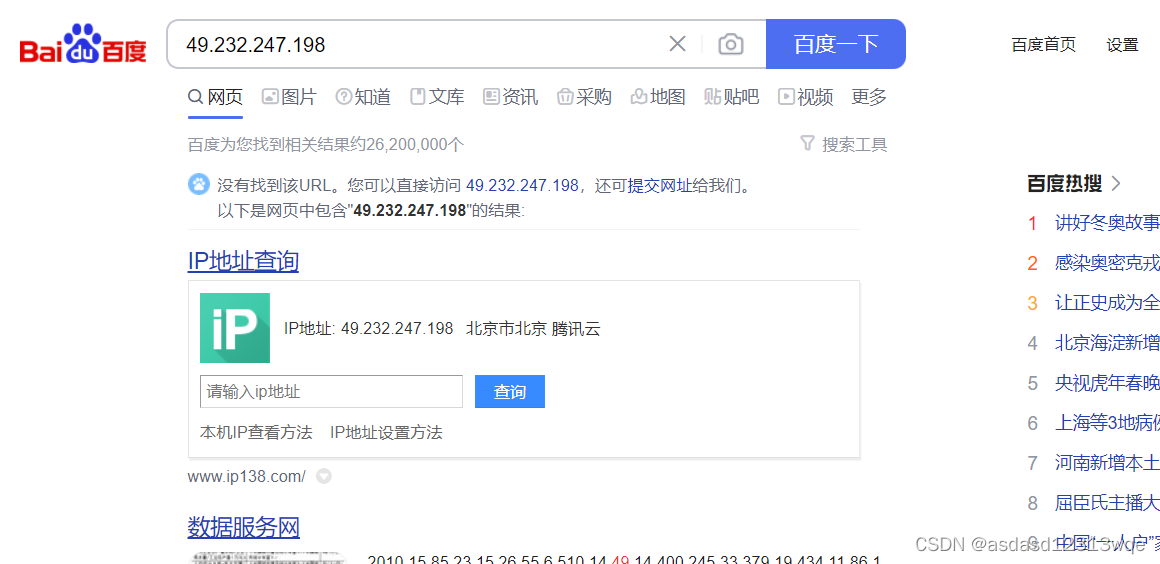 Bai du 百度
49.232.247.198
百度一下
百度首页 设置
网页 图片 知道 文库 资讯 采购 地图 贴吧 视频 更多
百度为您找到相关结果约26,200,000个
搜索工具
没有找到该URL。您可以直接访问 49.232.247.198，还可提交网址给我们。
以下是网页中包含"49.232.247.198"的结果:
IP地址查询
iP
IP地址: 49.232.247.198 北京市北京 腾讯云
请输入ip地址
查询
本机IP查看方法 IP地址设置方法
www.ip138.com/
数据服务网
2010.15,85,23.15,26,55,6,510,14,49,14,400,245,33,379,19,434,11,86,1
百度热搜
1 讲好冬奥故事
2 感染奥密克戎
3 让正史成为全
4 北京海淀新增
5 央视虎年春晚
6 上海等3地病例
7 河南新增本土
8 屈臣氏主播大
9 中国“一人户”家
CSDN @asdasd12313wqe